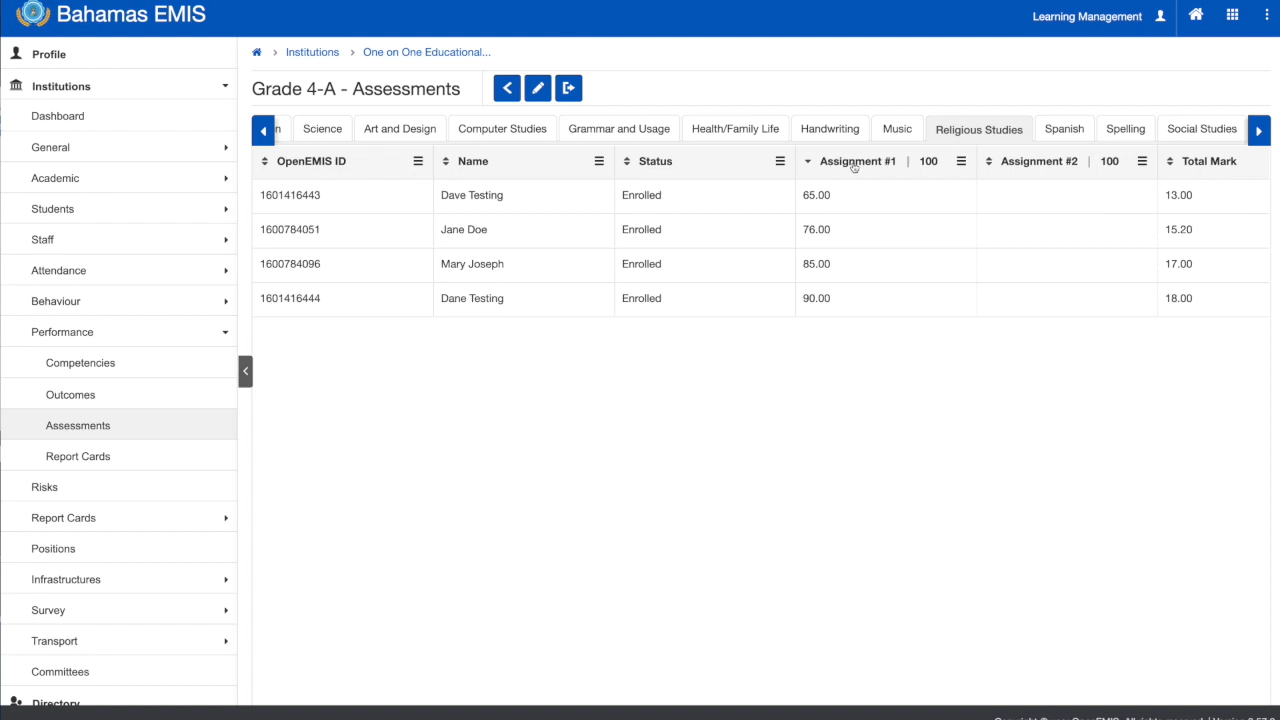 Bahamas EMIS
Learning Management
Profile
Institutions
Dashboard
General
Academic
Students
Staff
Attendance
Behaviour
Performance
Competencies
Outcomes
Assessments
Report Cards
Risks
Report Cards
Positions
Infrastructures
Survey
Transport
Committees
Directory
Institutions > One on One Educational...
Grade 4-A - Assessments
n Science Art and Design Computer Studies Grammar and Usage Health/Family Life Handwriting Music Religious Studies Spanish Spelling Social Studies
OpenEMIS ID Name Status Assignment #1 | 100 Assignment #2 | 100 Total Mark
1601416443 Dave Testing Enrolled 65.00 13.00
1600784051 Jane Doe Enrolled 76.00 15.20
1600784096 Mary Joseph Enrolled 85.00 17.00
1601416444 Dane Testing Enrolled 90.00 18.00